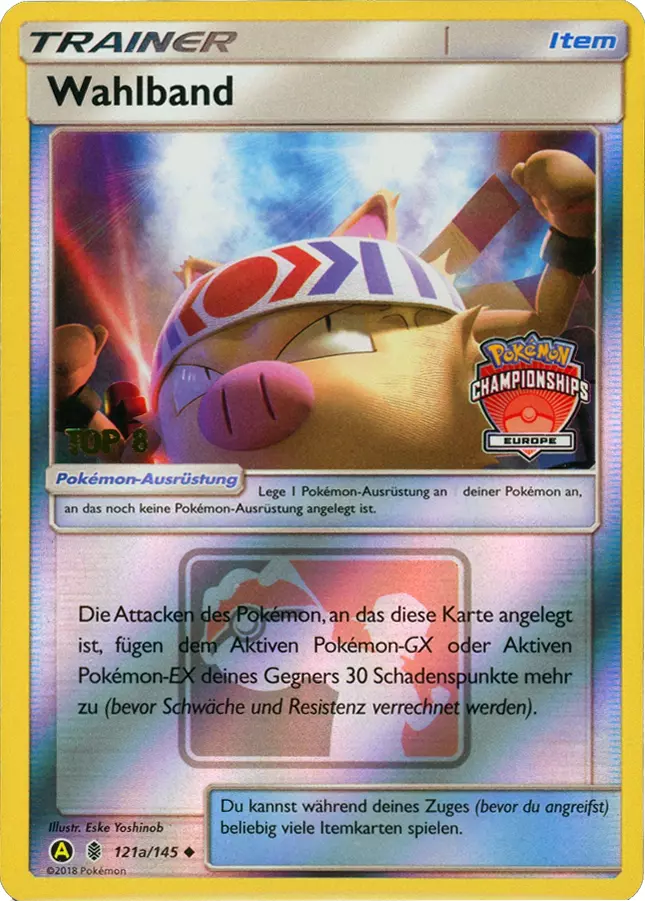 TRAINER
Item
Wahlband
POKéMON
CHAMPIONSHIPS
EUROPE
TOP 8
Pokémon-Ausrüstung
Lege 1 Pokémon-Ausrüstung an deiner Pokémon an,
an das noch keine Pokémon-Ausrüstung angelegt ist.
Die Attacken des Pokémon, an das diese Karte angelegt
ist, fügen dem Aktiven Pokémon-GX oder Aktiven
Pokémon-EX deines Gegners 30 Schadenspunkte mehr
zu (bevor Schwäche und Resistenz verrechnet werden).
Du kannst während deines Zuges (bevor du angreifst)
beliebig viele Itemkarten spielen.
Illustr. Eske Yoshinob
A 121a/145
©2018 Pokémon